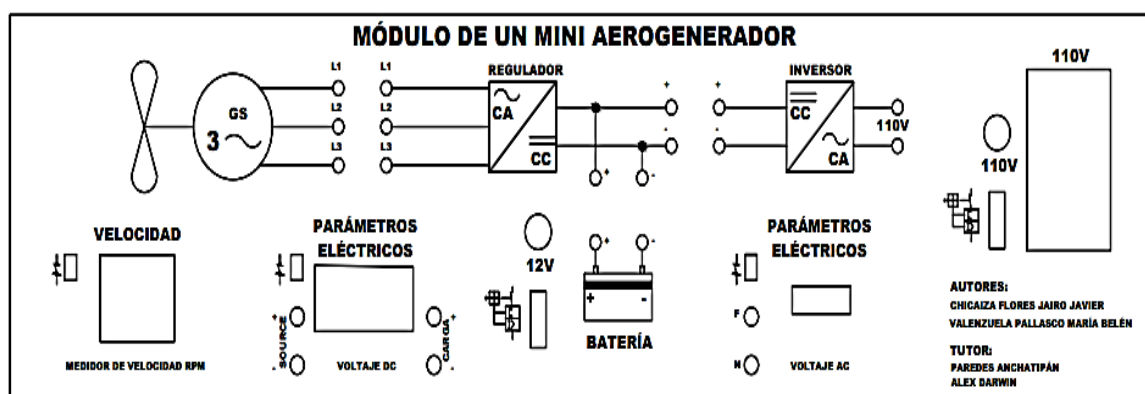 MÓDULO DE UN MINI AEROGENERADOR
110V
L1
L1
REGULADOR
INVERSOR
GS
3
L2
L2
CA
CC
+
+
-
-
CC
CA
110V
110V
L3
L3
+
-
VELOCIDAD
PARÁMETROS
ELÉCTRICOS
12V
+
-
+
-
BATERÍA
PARÁMETROS
ELÉCTRICOS
MEDIDOR DE VELOCIDAD RPM
+
SOURCE
-
VOLTAJE DC
+
CARGA
-
F
N
VOLTAJE AC
AUTORES:
CHICAIZA FLORES JAIRO JAVIER
VALENZUELA PALLASCO MARÍA BELÉN
TUTOR:
PAREDES ANCHATIPÁN
ALEX DARWIN